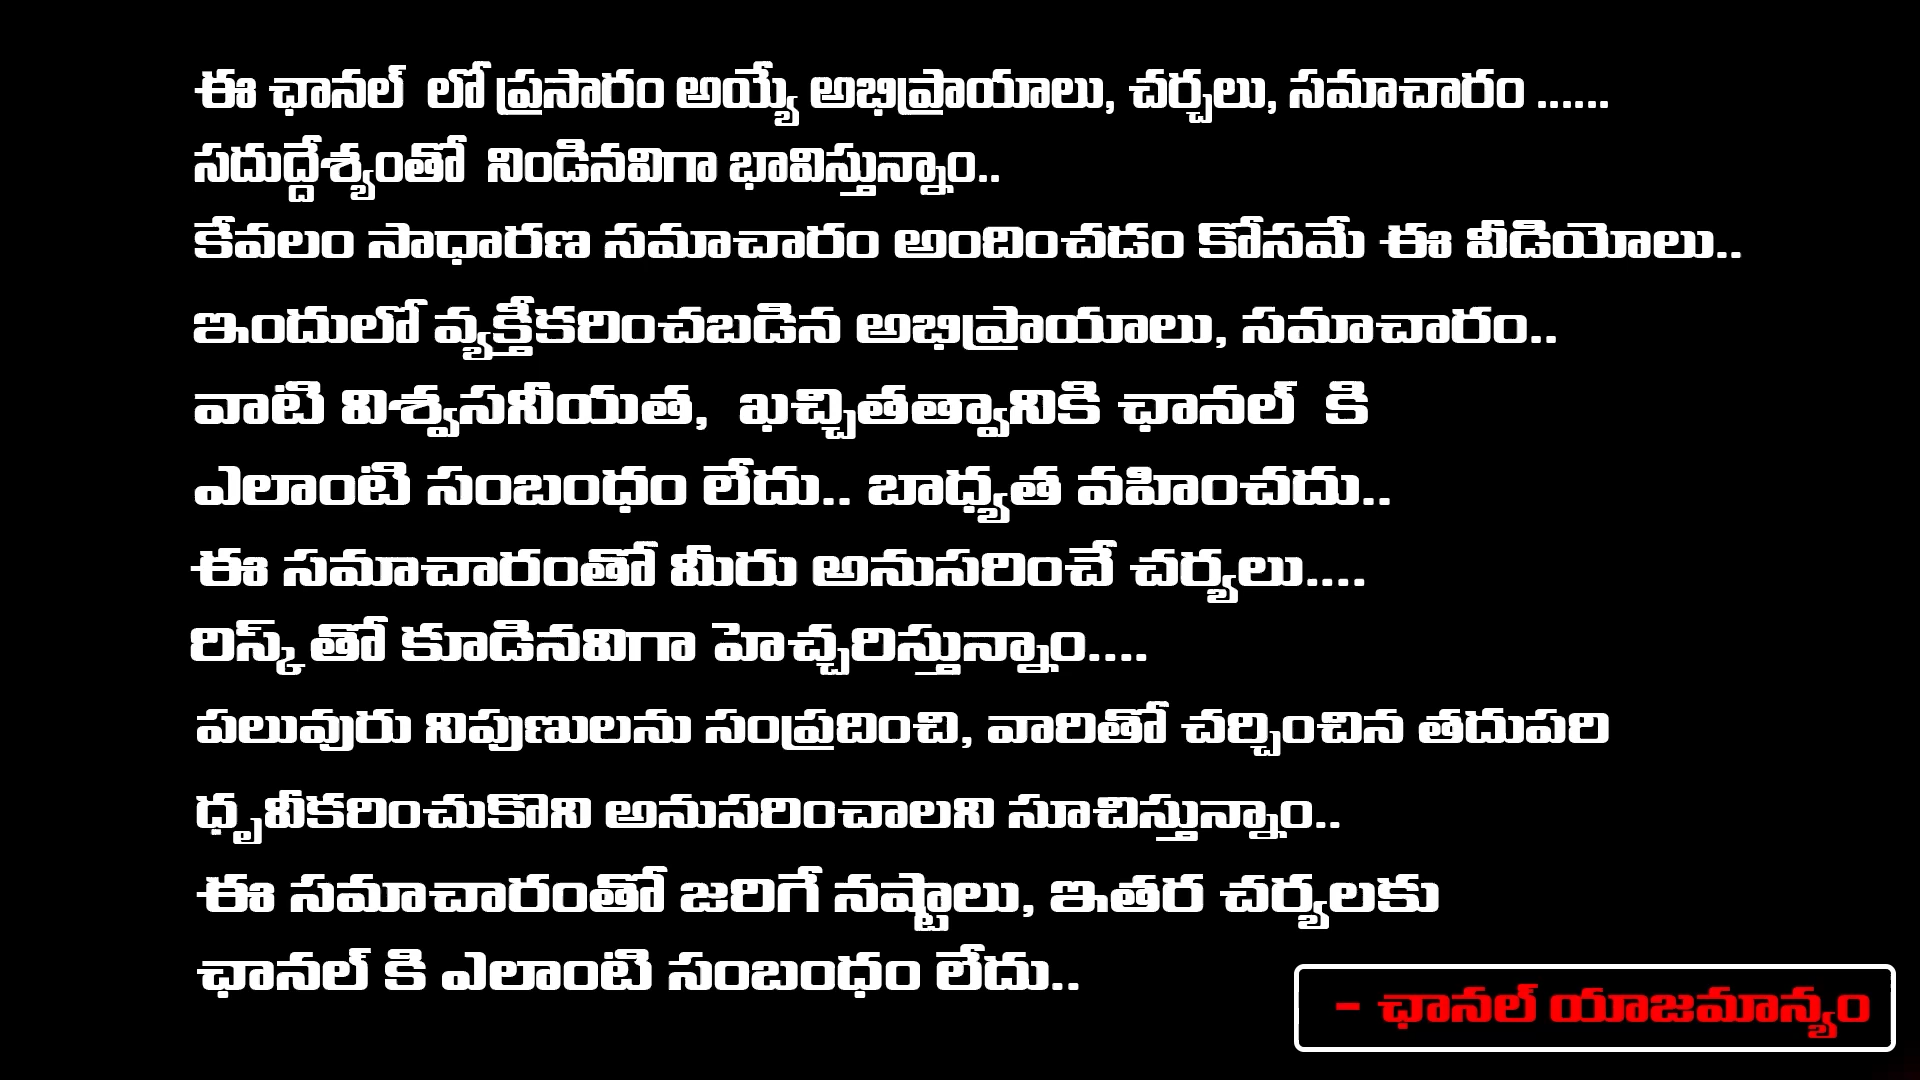 ఈ ఛానల్ లో ప్రసారం అయ్యే అభిప్రాయాలు, చర్చలు, సమాచారం ......
సదుద్దేశ్యంతో నిండినవిగా భావిస్తున్నాం..
కేవలం సాధారణ సమాచారం అందించడం కోసమే ఈ వీడియోలు..
ఇందులో వ్యక్తీకరించబడిన అభిప్రాయాలు, సమాచారం..
వాటి విశ్వసనీయత, ఖచ్చితత్వానికి ఛానల్ కి
ఎలాంటి సంబంధం లేదు.. బాధ్యత వహించదు..
ఈ సమాచారంతో మీరు అనుసరించే చర్యలు....
రిస్క్ తో కూడినవిగా హెచ్చరిస్తున్నాం....
పలువురు నిపుణులను సంప్రదించి, వారితో చర్చించిన తదుపరి
ధృవీకరించుకొని అనుసరించాలని సూచిస్తున్నాం..
ఈ సమాచారంతో జరిగే నష్టాలు, ఇతర చర్యలకు
ఛానల్ కి ఎలాంటి సంబంధం లేదు..
- ఛానల్ యాజమాన్యం